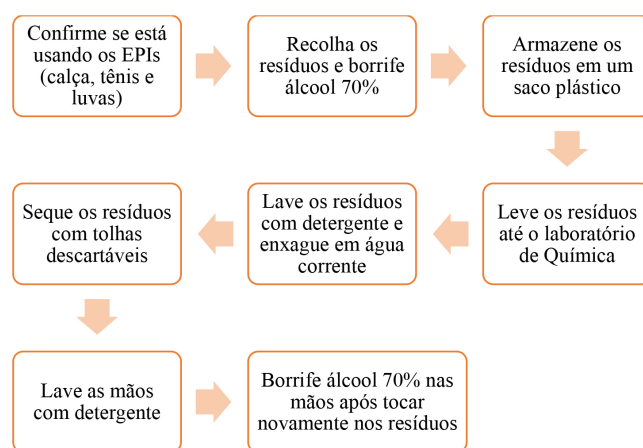 Confirme se está
usando os EPIs
(calça, tênis e
luvas)
Recolha os
resíduos e borrife
álcool 70%
Armazene os
resíduos em um
saco plástico
Leve os resíduos
até o laboratório
de Química
Lave os resíduos
com detergente e
enxague em água
corrente
Seque os resíduos
com tolhas
descartáveis
Lave as mãos
com detergente
Borrife álcool 70% nas
mãos após tocar
novamente nos resíduos